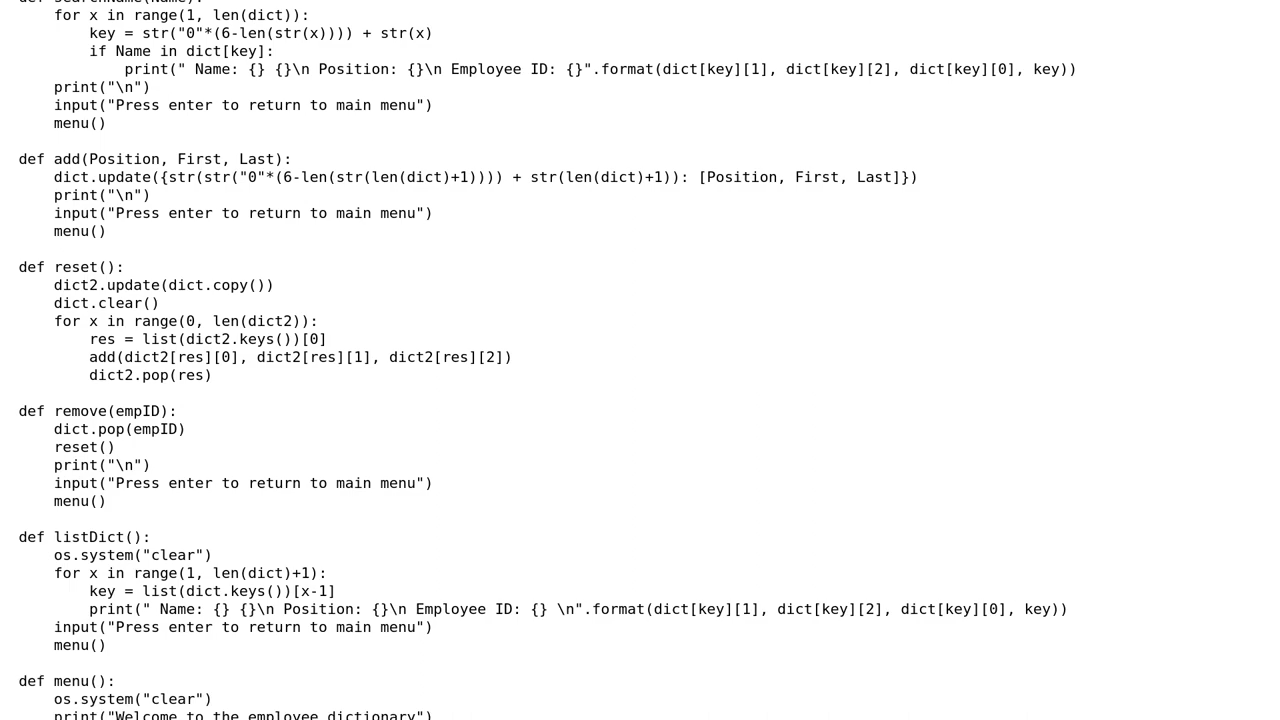 def searchName(Name):
    for x in range(1, len(dict)):
        key = str("0"*(6-len(str(x)))) + str(x)
        if Name in dict[key]:
            print(" Name: {} {}\n Position: {}\n Employee ID: {}".format(dict[key][1], dict[key][2], dict[key][0], key))
    print("\n")
    input("Press enter to return to main menu")
    menu()

def add(Position, First, Last):
    dict.update({str(str("0"*(6-len(str(len(dict)+1)))) + str(len(dict)+1)): [Position, First, Last]})
    print("\n")
    input("Press enter to return to main menu")
    menu()

def reset():
    dict2.update(dict.copy())
    dict.clear()
    for x in range(0, len(dict2)):
        res = list(dict2.keys())[0]
        add(dict2[res][0], dict2[res][1], dict2[res][2])
        dict2.pop(res)

def remove(empID):
    dict.pop(empID)
    reset()
    print("\n")
    input("Press enter to return to main menu")
    menu()

def listDict():
    os.system("clear")
    for x in range(1, len(dict)+1):
        key = list(dict.keys())[x-1]
        print(" Name: {} {}\n Position: {}\n Employee ID: {} \n".format(dict[key][1], dict[key][2], dict[key][0], key))
    input("Press enter to return to main menu")
    menu()

def menu():
    os.system("clear")
    print("Welcome to the employee dictionary")